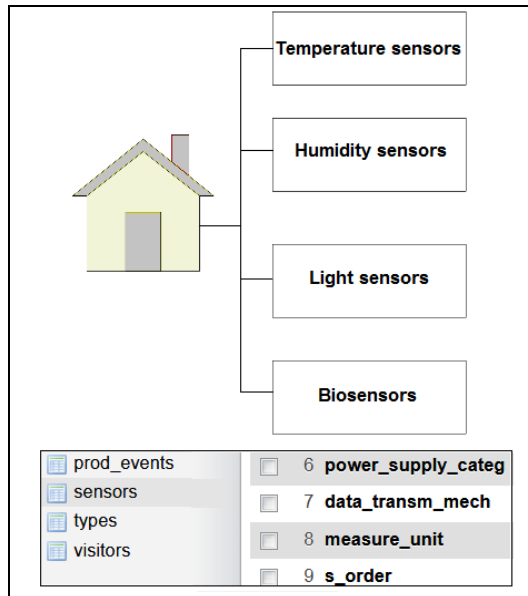 Temperature sensors
Humidity sensors
Light sensors
Biosensors
prod_events
sensors
types
visitors
6 power_supply_categ
7 data_transm_mech
8 measure_unit
9 s_order